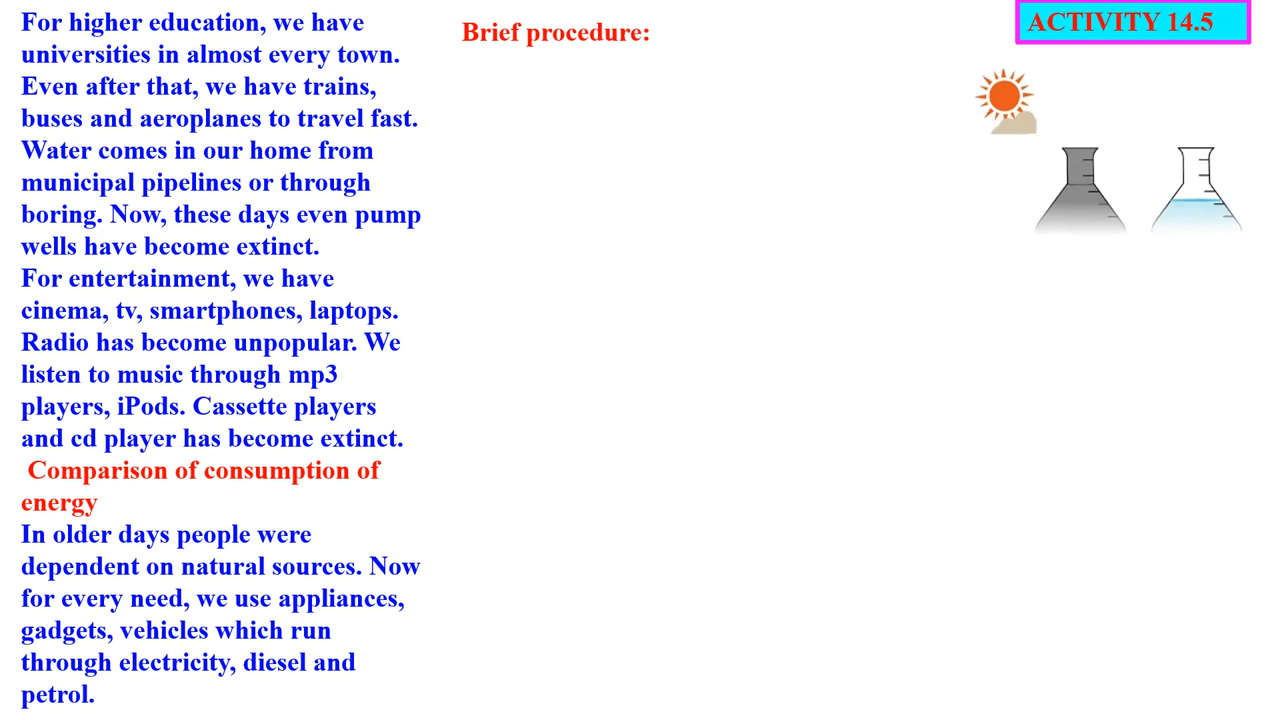 For higher education, we have
universities in almost every town.
Even after that, we have trains,
buses and aeroplanes to travel fast.
Water comes in our home from
municipal pipelines or through
boring. Now, these days even pump
wells have become extinct.
For entertainment, we have
cinema, tv, smartphones, laptops.
Radio has become unpopular. We
listen to music through mp3
players, iPods. Cassette players
and cd player has become extinct.
Comparison of consumption of
energy
In older days people were
dependent on natural sources. Now
for every need, we use appliances,
gadgets, vehicles which run
through electricity, diesel and
petrol.
Brief procedure:
ACTIVITY 14.5